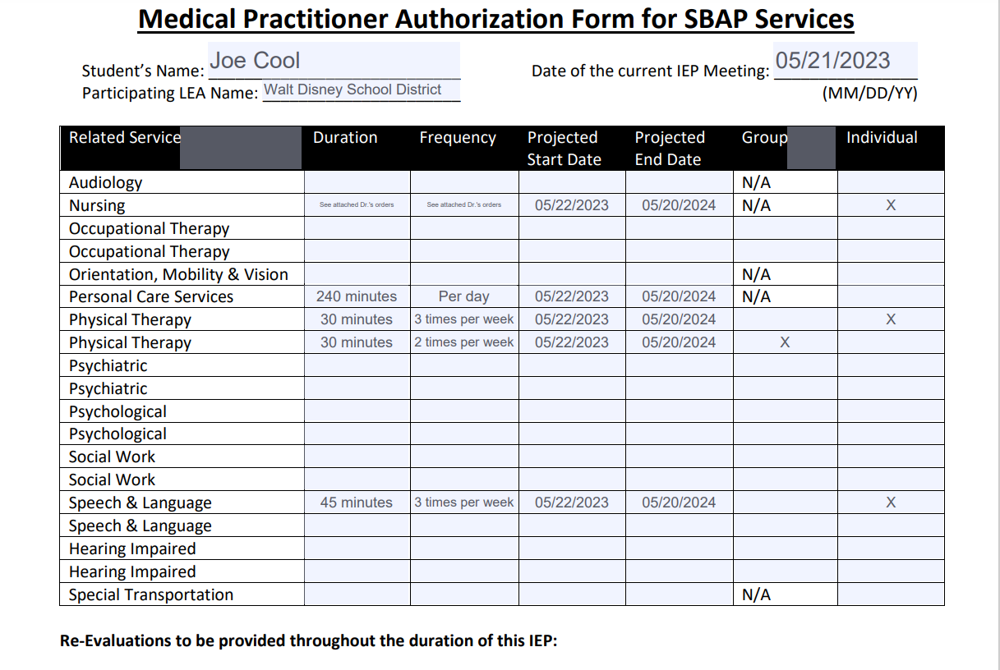 Medical Practitioner Authorization Form for SBAP Services
Student's Name: Joe Cool Date of the current IEP Meeting: 05/21/2023
Participating LEA Name: Walt Disney School District (MM/DD/YY)
Related Service Duration Frequency Projected Start Date Projected End Date Group Individual
Audiology N/A
Nursing See attached Dr.'s orders See attached Dr.'s orders 05/22/2023 05/20/2024 N/A X
Occupational Therapy
Occupational Therapy
Orientation, Mobility & Vision N/A
Personal Care Services 240 minutes Per day 05/22/2023 05/20/2024 N/A
Physical Therapy 30 minutes 3 times per week 05/22/2023 05/20/2024 X
Physical Therapy 30 minutes 2 times per week 05/22/2023 05/20/2024 X
Psychiatric
Psychiatric
Psychological
Psychological
Social Work
Social Work
Speech & Language 45 minutes 3 times per week 05/22/2023 05/20/2024 X
Speech & Language
Hearing Impaired
Hearing Impaired
Special Transportation N/A
Re-Evaluations to be provided throughout the duration of this IEP: